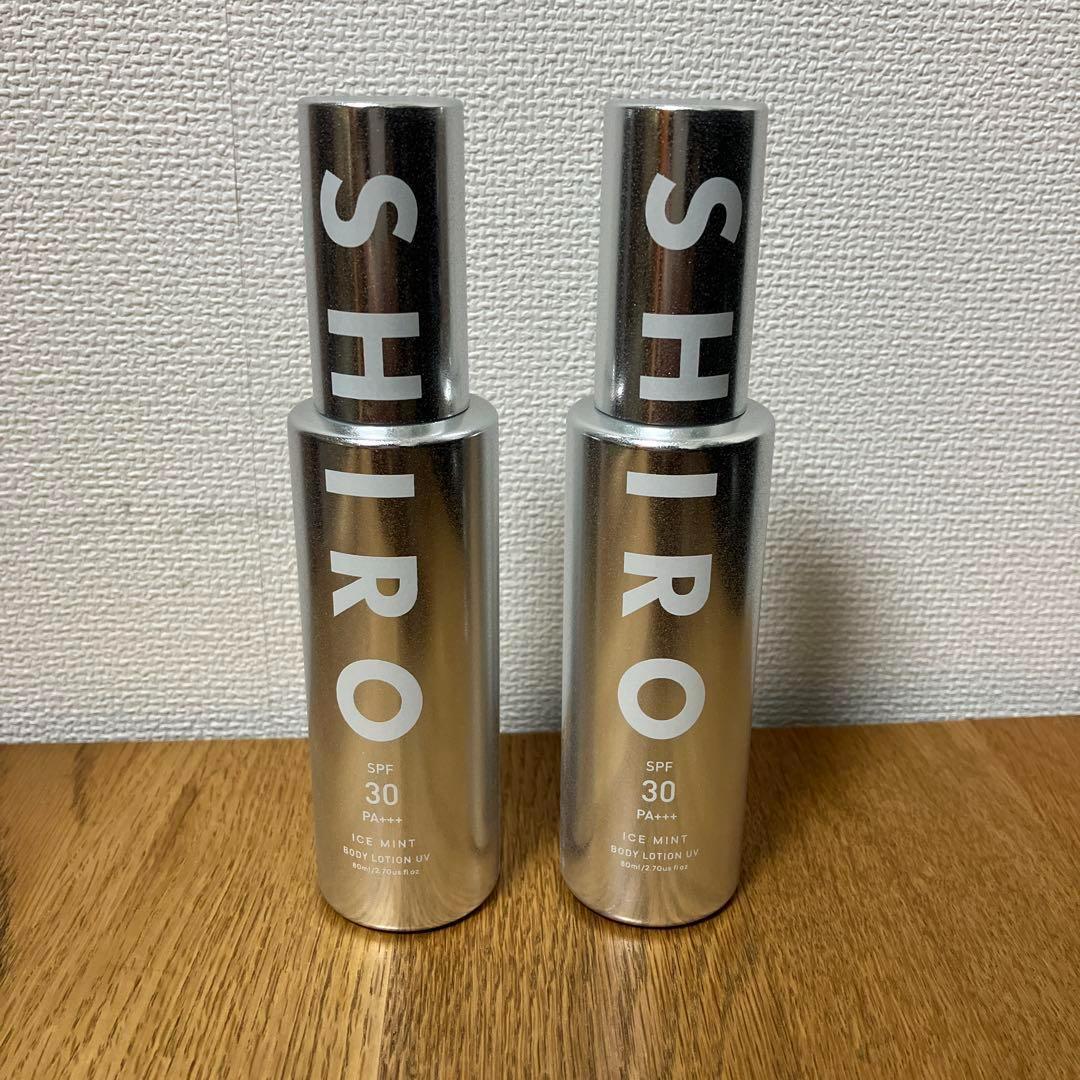 SHIRO
SPF
30
PA+++
ICE MINT
BODY LOTION UV
80ml/2.70us fl oz
SHIRO
SPF
30
PA+++
ICE MINT
BODY LOTION UV
80ml/2.70us fl oz